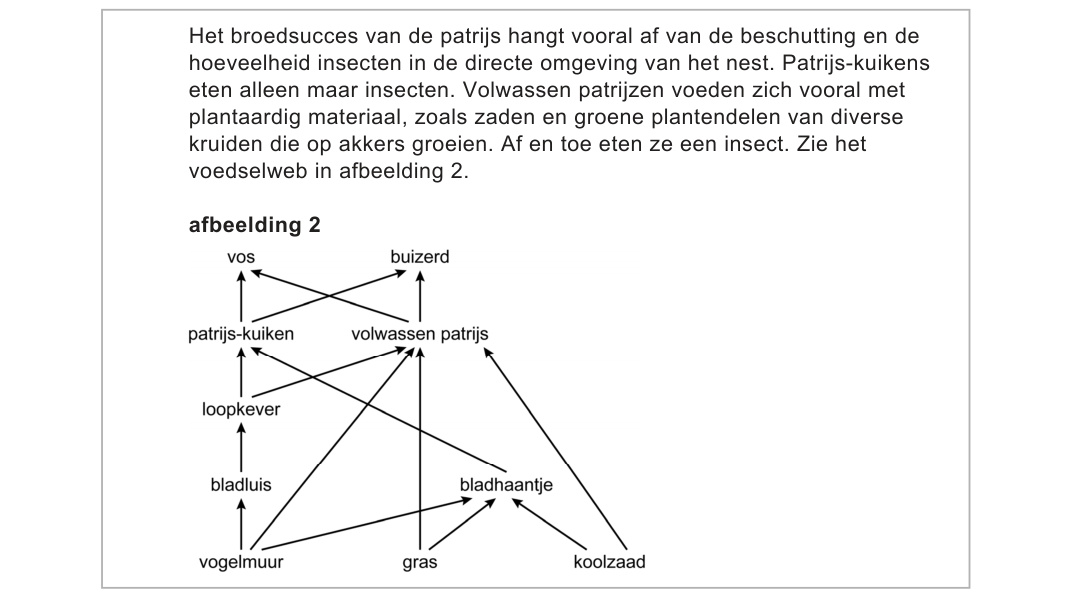 Het broedsucces van de patrijs hangt vooral af van de beschutting en de
hoeveelheid insecten in de directe omgeving van het nest. Patrijs-kuikens
eten alleen maar insecten. Volwassen patrijzen voeden zich vooral met
plantaardig materiaal, zoals zaden en groene plantendelen van diverse
kruiden die op akkers groeien. Af en toe eten ze een insect. Zie het
voedselweb in afbeelding 2.
afbeelding 2
vos buizerd
patrijs-kuiken volwassen patrijs
loopkever
bladluis bladhaantje
vogelmuur gras koolzaad